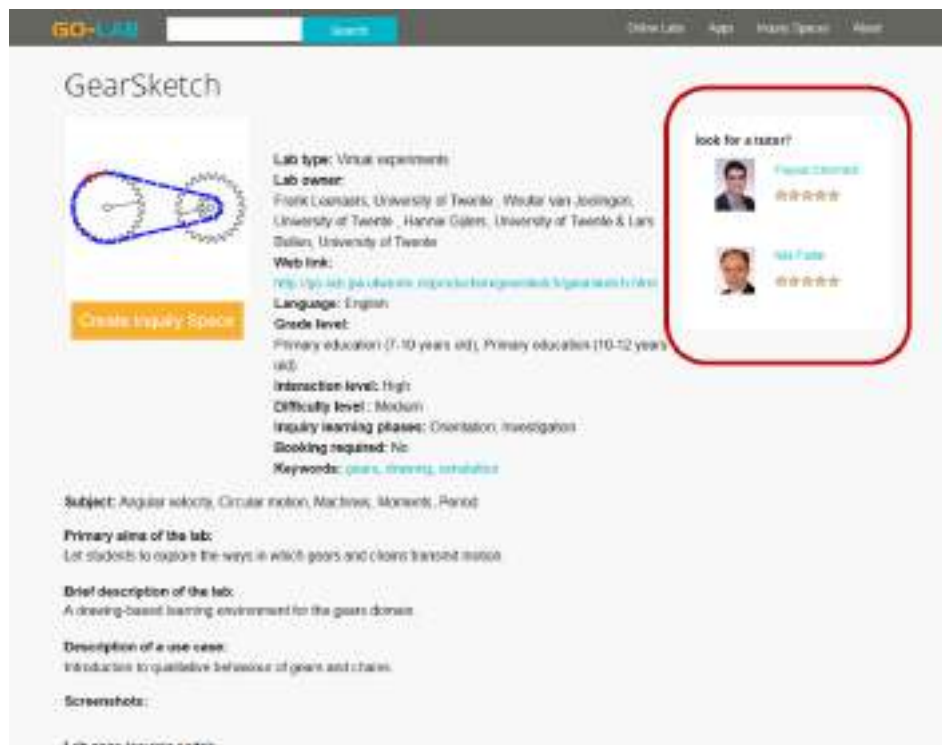 GO-LAB
Search
Online Labs Apps Inquiry Spaces About
GearSketch
Create Inquiry Space
Lab type: Virtual experiments
Lab owner:
Frank Leenaars, University of Twente, Wouter van Joolingen,
University of Twente, Hannie Gijlers, University of Twente & Lars
Bollen, University of Twente
Web link:
Language: English
Grade level:
Primary education (7-10 years old), Primary education (10-12 years
old)
Interaction level: High
Difficulty level : Medium
Inquiry learning phases: Orientation, Investigation
Booking required: No
Keywords: gears, drawing, simulation
look for a tutor?
Subject: Angular velocity, Circular motion, Machines, Moments, Period
Primary aims of the lab:
Let students to explore the ways in which gears and chains transmit motion.
Brief description of the lab:
A drawing-based learning environment for the gears domain.
Description of a use case:
Introduction to qualitative behaviour of gears and chains.
Screenshots: